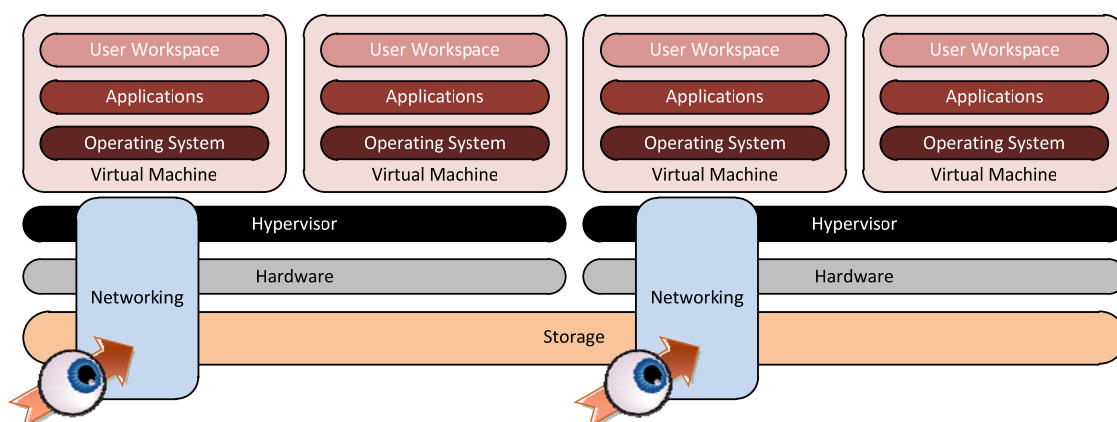 User Workspace
User Workspace
User Workspace
User Workspace
Applications
Applications
Applications
Applications
Operating System
Operating System
Operating System
Operating System
Virtual Machine
Virtual Machine
Virtual Machine
Virtual Machine
Hypervisor
Hypervisor
Hardware
Hardware
Networking
Networking
Storage